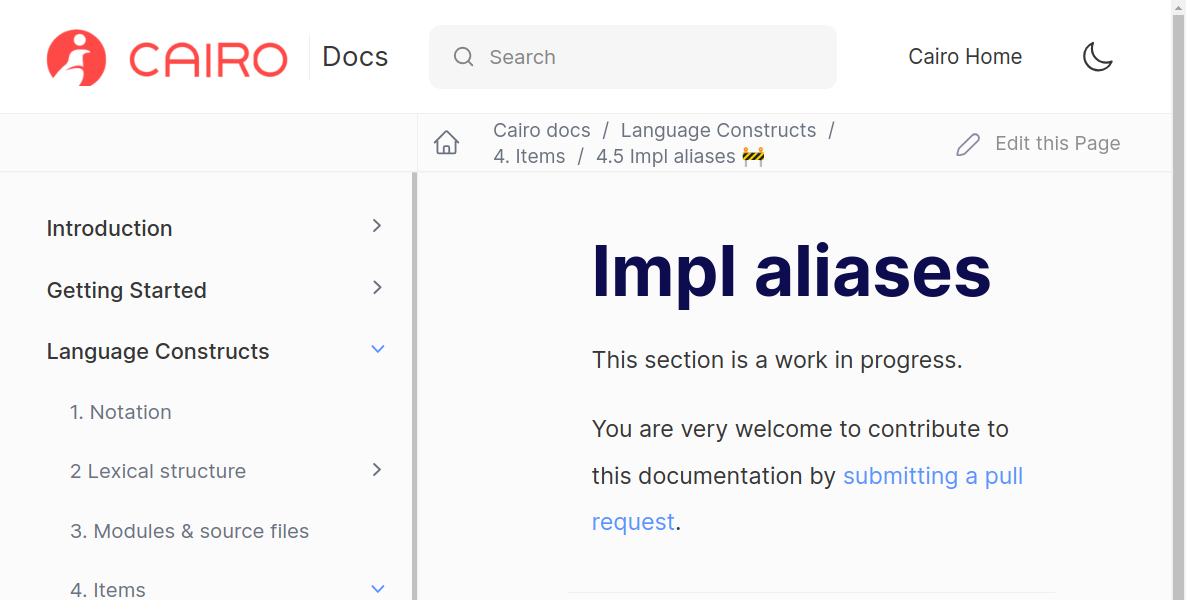 CAIRO Docs
Search
Cairo Home
Cairo docs / Language Constructs /
4. Items / 4.5 Impl aliases 🚧
Edit this Page
Introduction
Getting Started
Language Constructs
1. Notation
2 Lexical structure
3. Modules & source files
4. Items
Impl aliases
This section is a work in progress.
You are very welcome to contribute to
this documentation by submitting a pull
request.